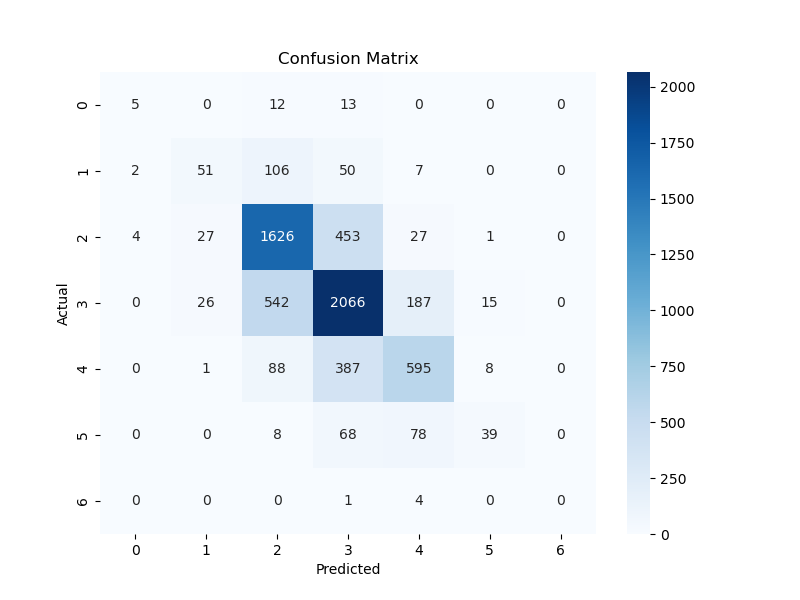 Confusion Matrix
0 5 0 12 13 0 0 0
1 2 51 106 50 7 0 0
2 4 27 1626 453 27 1 0
3 0 26 542 2066 187 15 0
4 0 1 88 387 595 8 0
5 0 0 8 68 78 39 0
6 0 0 0 1 4 0 0
0 1 2 3 4 5 6
Predicted
Actual
2000
1750
1500
1250
1000
750
500
250
0